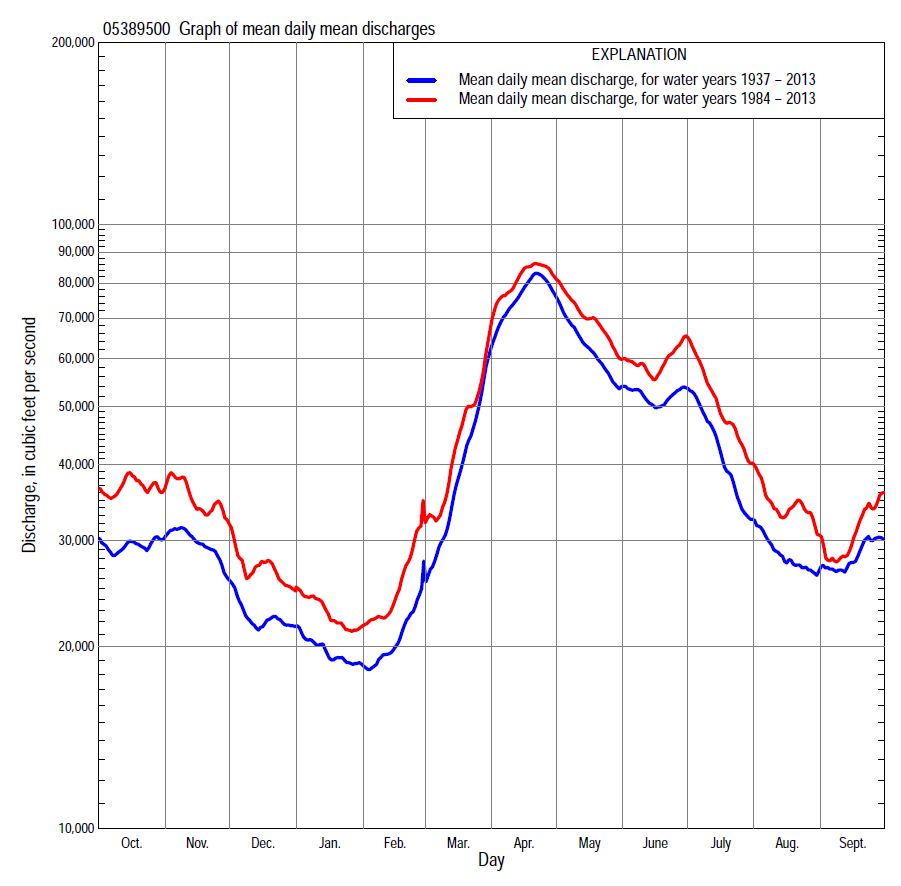 05389500  Graph of mean daily mean discharges
EXPLANATION
Mean daily mean discharge, for water years 1937 – 2013
Mean daily mean discharge, for water years 1984 – 2013
Discharge, in cubic feet per second
200,000
100,000
90,000
80,000
70,000
60,000
50,000
40,000
30,000
20,000
10,000
Oct. Nov. Dec. Jan. Feb. Mar. Apr. May June July Aug. Sept.
Day